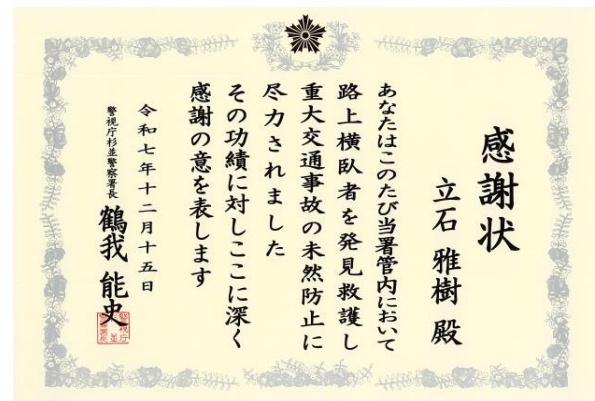 感謝状
立石 雅樹 殿
あなたはこのたび当署管内において
路上横臥者を発見救護し
重大交通事故の未然防止に
尽力されました
その功績に対しここに深く
感謝の意を表します
令和七年十二月十五日
警視庁杉並警察署長
鶴我 能史